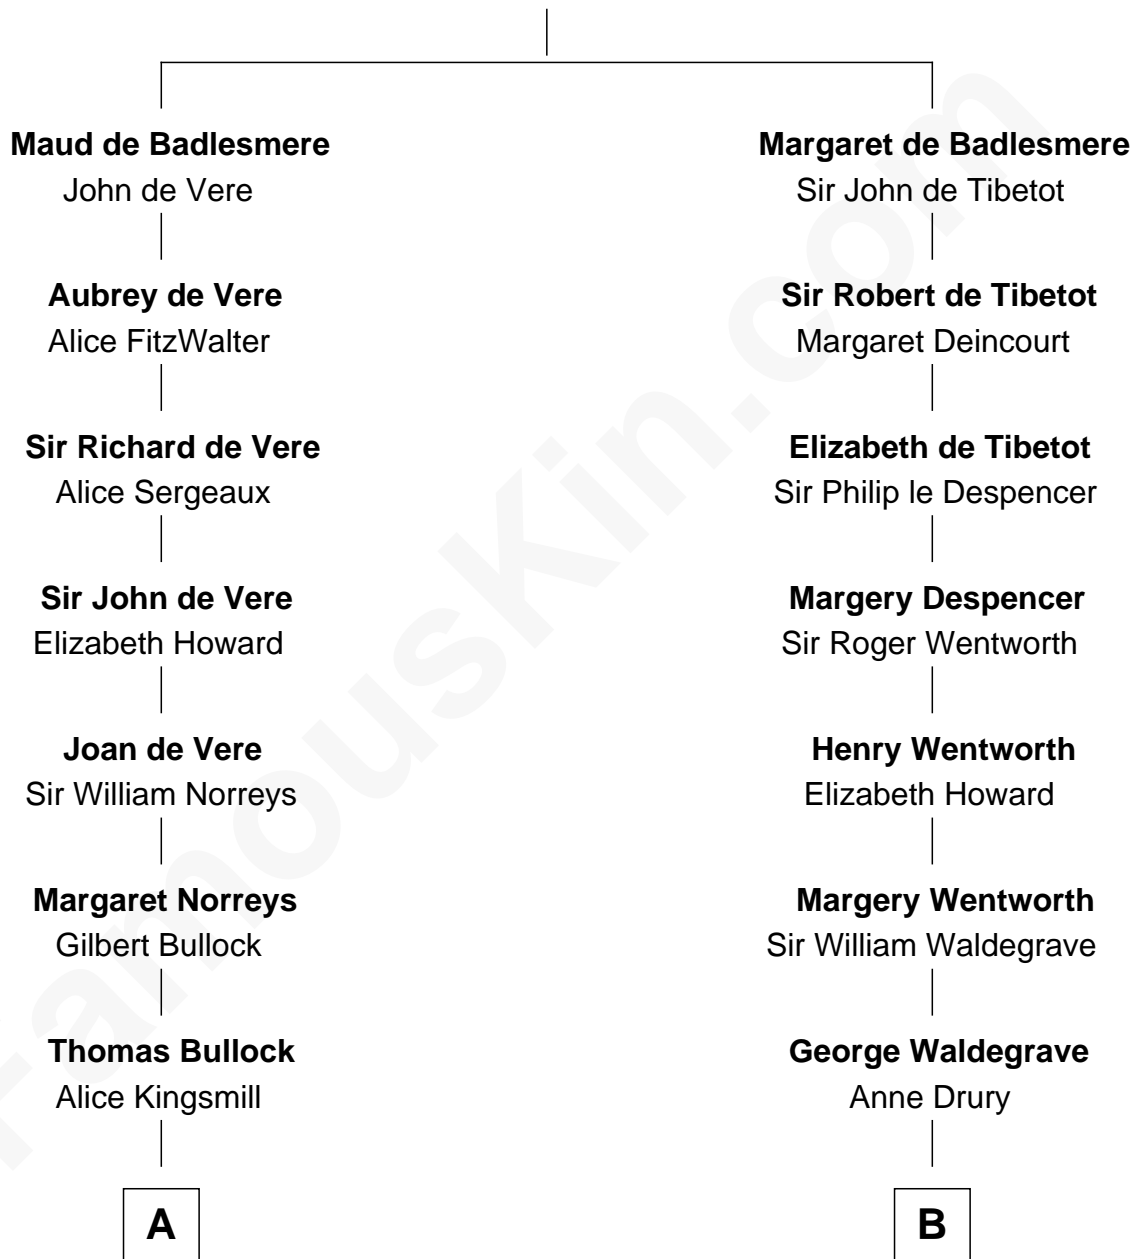 Maud de Badlesmere
John de Vere
Aubrey de Vere
Alice FitzWalter
Sir Richard de Vere
Alice Sergeaux
Sir John de Vere
Elizabeth Howard
Joan de Vere
Sir William Norreys
Margaret Norreys
Gilbert Bullock
Thomas Bullock
Alice Kingsmill
A
Margaret de Badlesmere
Sir John de Tibetot
Sir Robert de Tibetot
Margaret Deincourt
Elizabeth de Tibetot
Sir Philip le Despencer
Margery Despencer
Sir Roger Wentworth
Henry Wentworth
Elizabeth Howard
Margery Wentworth
Sir William Waldegrave
George Waldegrave
Anne Drury
B
FamousKin.com